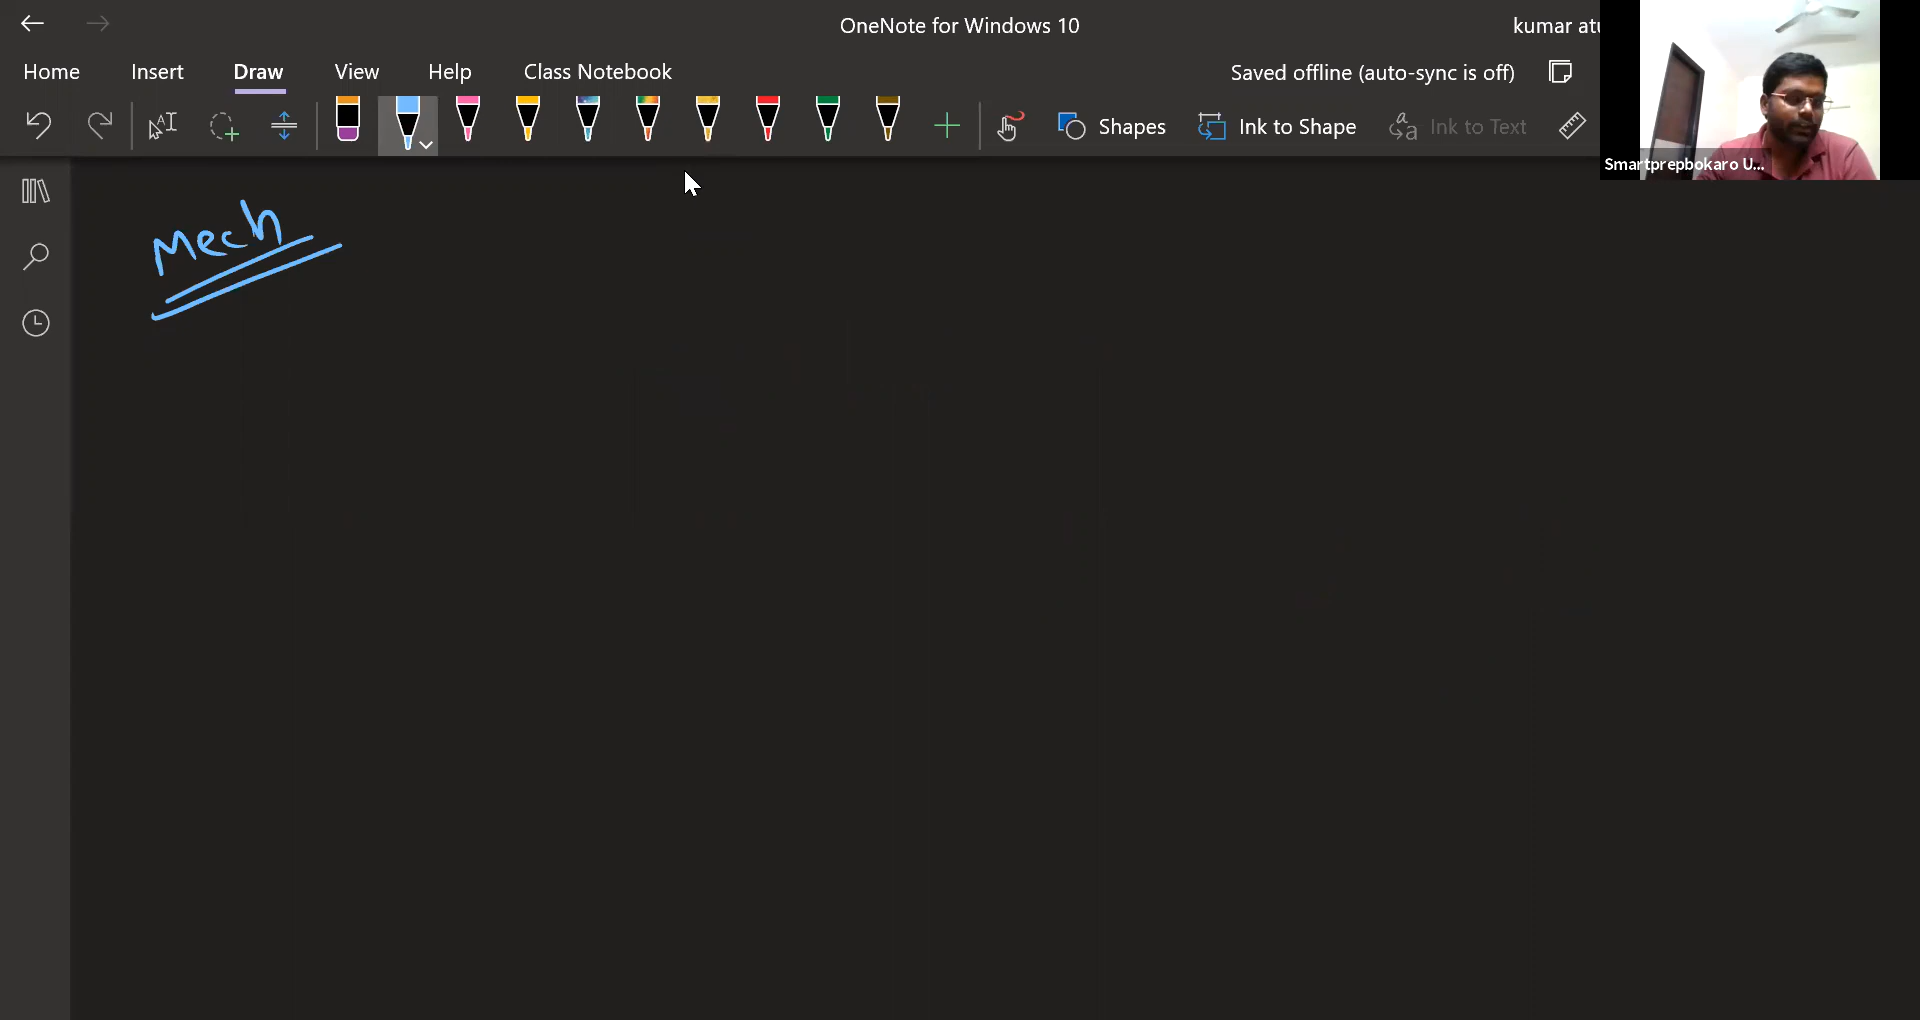 OneNote for Windows 10
kumar atu
Home Insert Draw View Help Class Notebook
Saved offline (auto-sync is off)
Shapes Ink to Shape Ink to Text
Smartprepbokaro U...
Mech